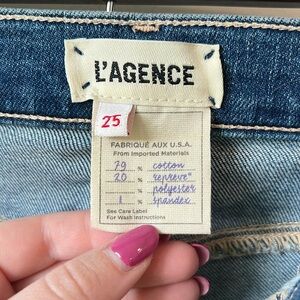 L'AGENCE
25
FABRIQUÉ AUX U.S.A.
From Imported Materials
79 % cotton
20 % repreve®
% polyester
1 % spandex
See Care Label
For Wash Instructions